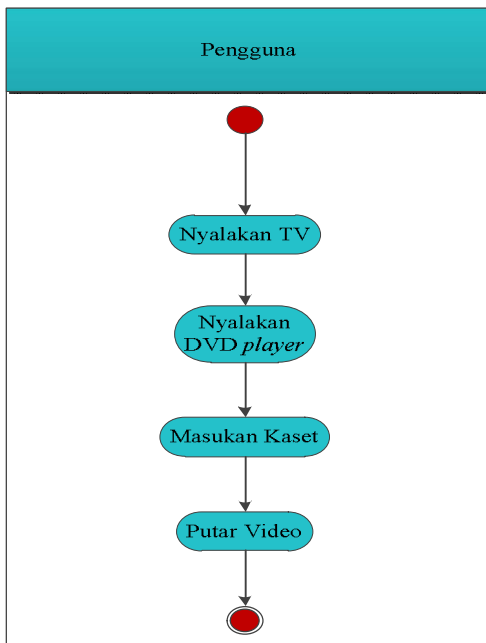 Pengguna
Nyalakan TV
Nyalakan
DVD player
Masukan Kaset
Putar Video